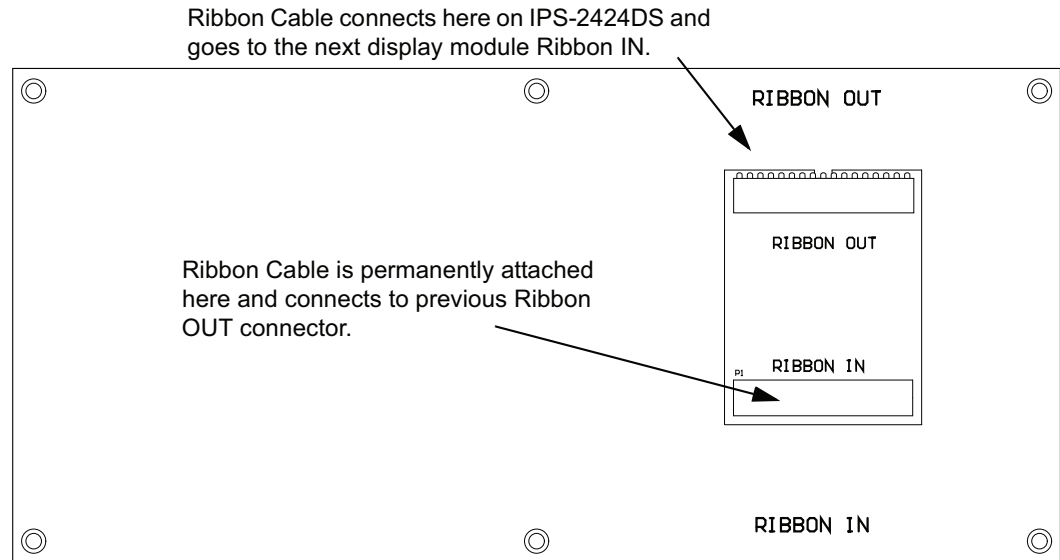 Ribbon Cable connects here on IPS-2424DS and
goes to the next display module Ribbon IN.
RIBBON OUT
RIBBON OUT
Ribbon Cable is permanently attached
here and connects to previous Ribbon
OUT connector.
P1
RIBBON IN
RIBBON IN